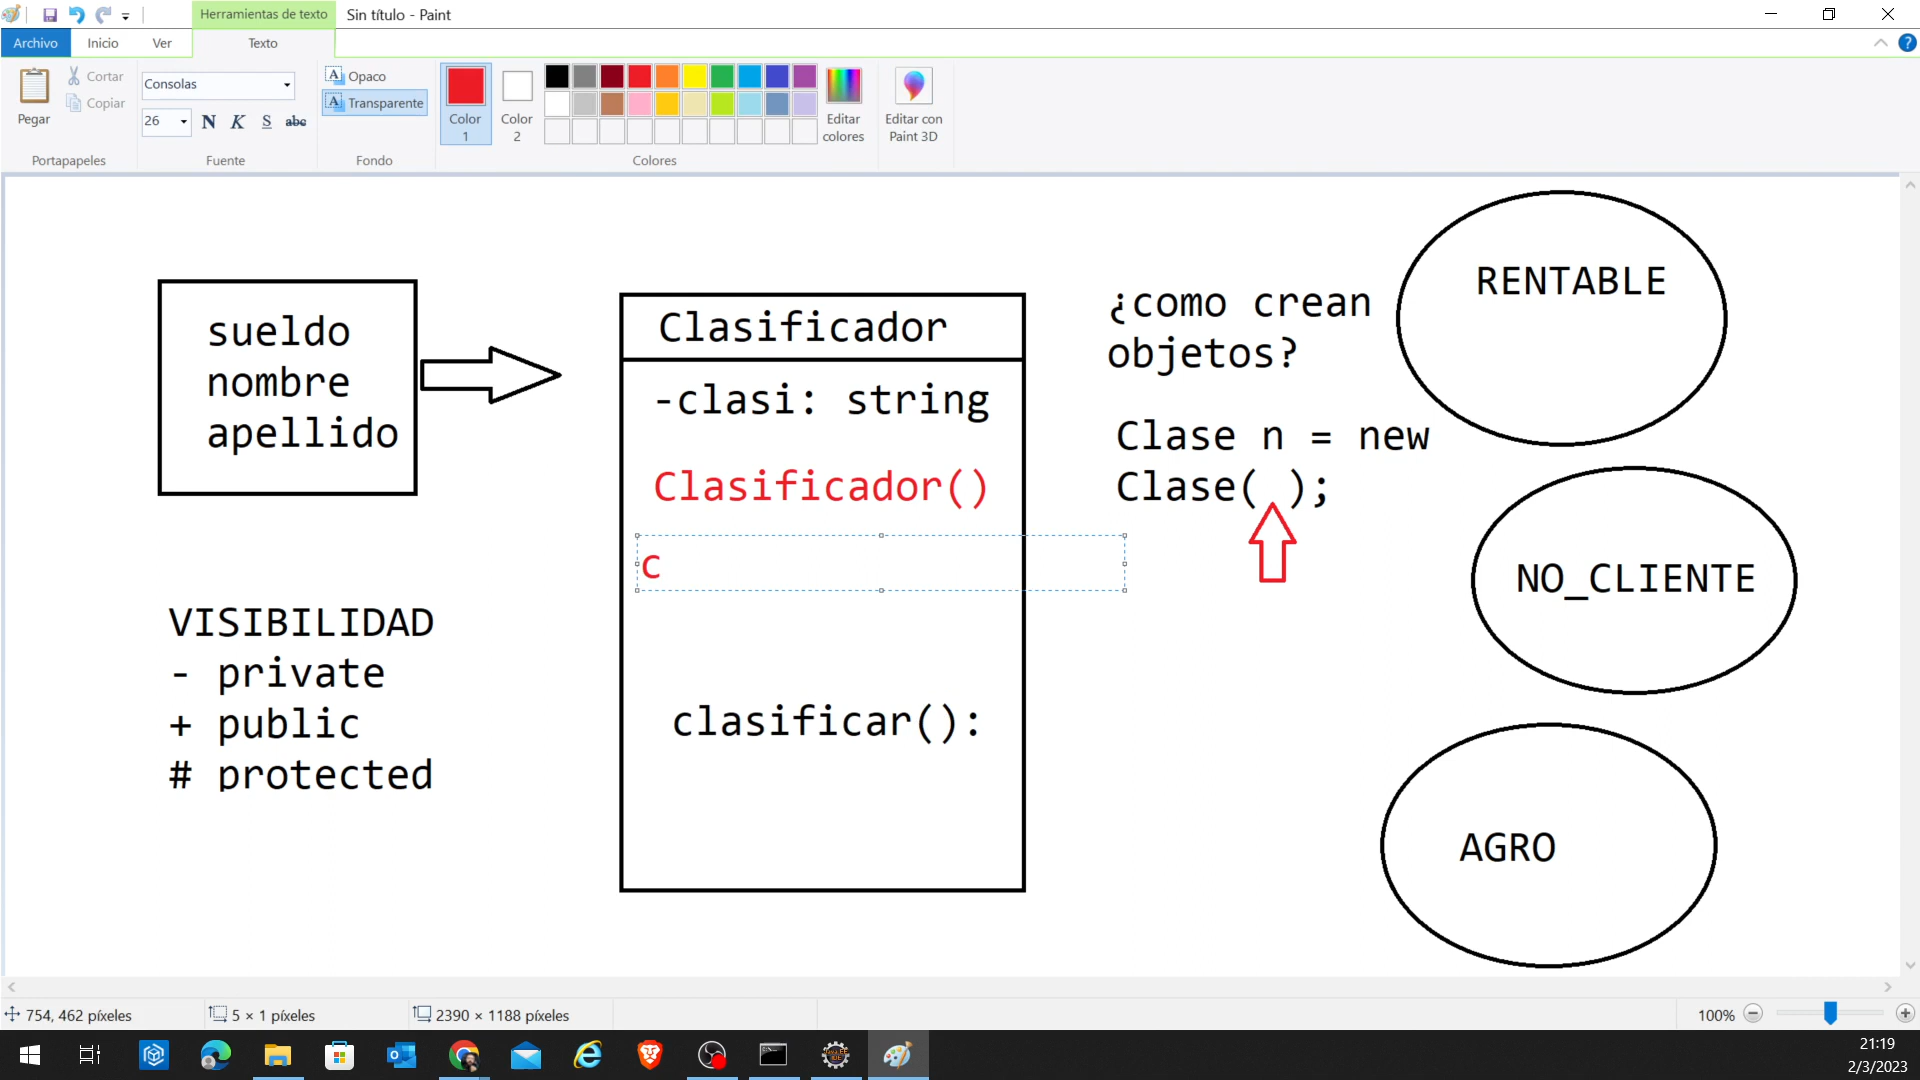 Herramientas de texto
Sin título - Paint
Archivo
Inicio
Ver
Texto
Pegar
Cortar
Copiar
Portapapeles
Consolas
26
N K S abc
Fuente
A Opaco
A Transparente
Fondo
Color
1
Color
2
Editar
colores
Colores
Editar con
Paint 3D
sueldo
nombre
apellido
VISIBILIDAD
- private
+ public
# protected
Clasificador
-clasi: string
Clasificador()
c
clasificar():
¿como crean
objetos?
Clase n = new
Clase( );
RENTABLE
NO_CLIENTE
AGRO
754, 462 píxeles
5 × 1 píxeles
2390 × 1188 píxeles
100%
21:19
2/3/2023